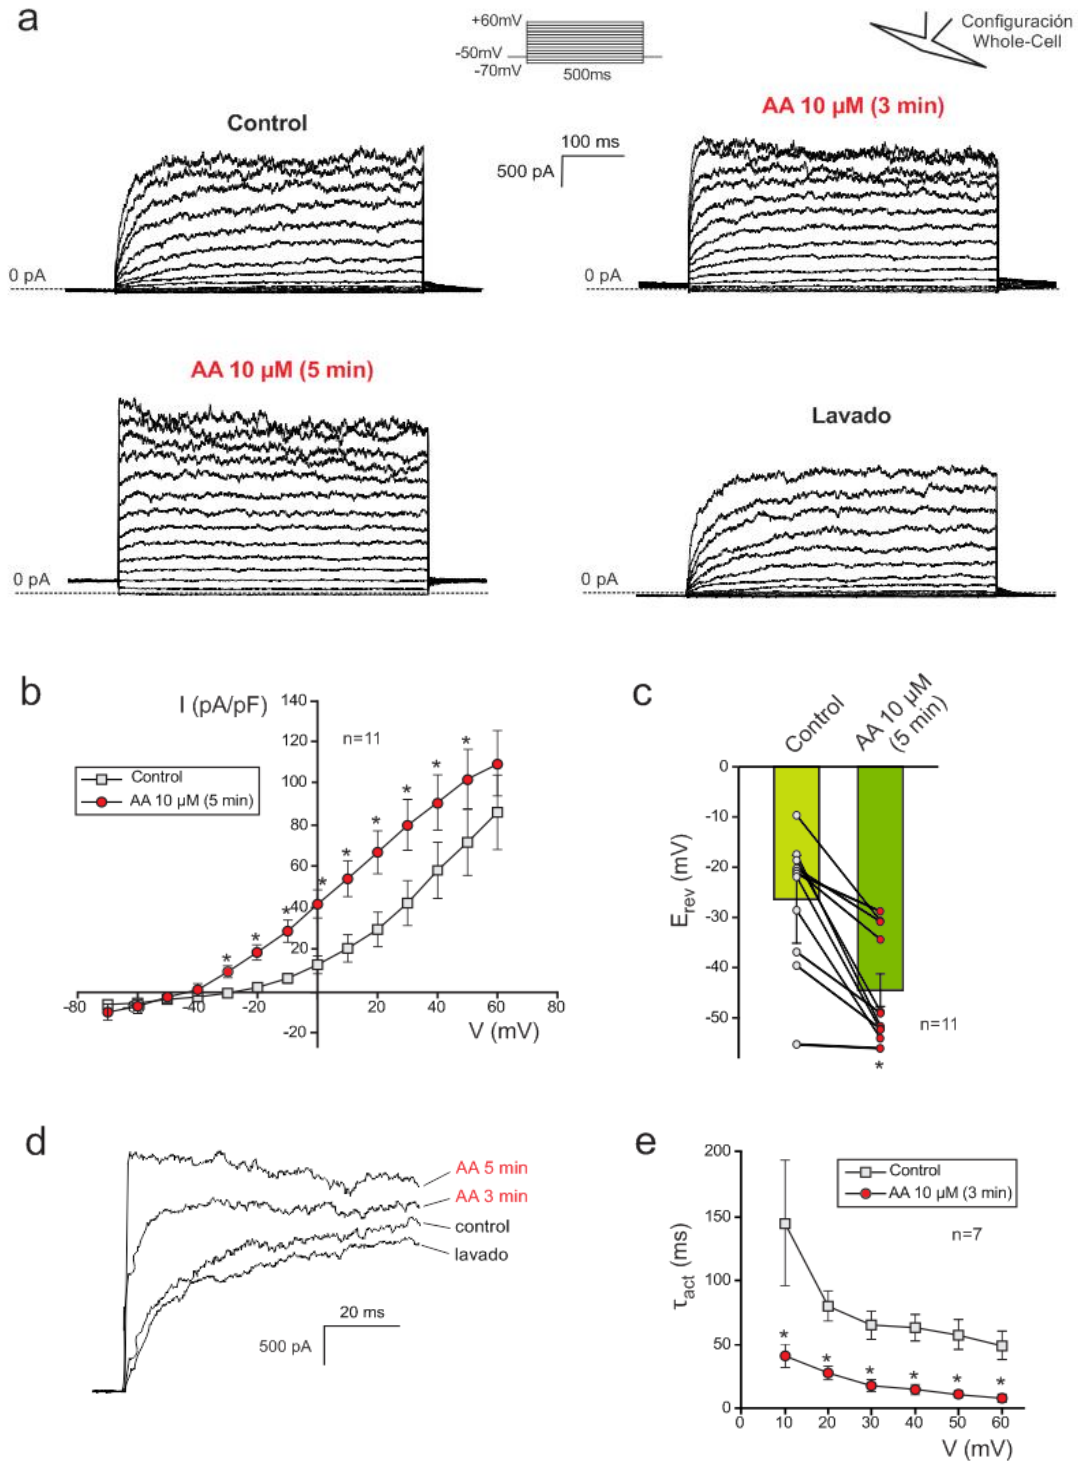 a
+60mV
-50mV
-70mV
500ms
Configuración
Whole-Cell
Control
AA 10 µM (3 min)
100 ms
500 pA
0 pA
0 pA
AA 10 µM (5 min)
Lavado
0 pA
0 pA
b
I (pA/pF)
140
120
100
80
60
40
20
-20
-80
-60
-40
-20
20
40
60
80
V (mV)
n=11
Control
AA 10 µM (5 min)
* * * * * * * * *
c
Control
AA 10 µM
(5 min)
0
-10
-20
-30
-40
-50
Erev (mV)
n=11
*
d
AA 5 min
AA 3 min
control
lavado
20 ms
500 pA
e
200
150
100
50
0
τact (ms)
Control
AA 10 µM (3 min)
n=7
* * * * * *
0 10 20 30 40 50 60
V (mV)